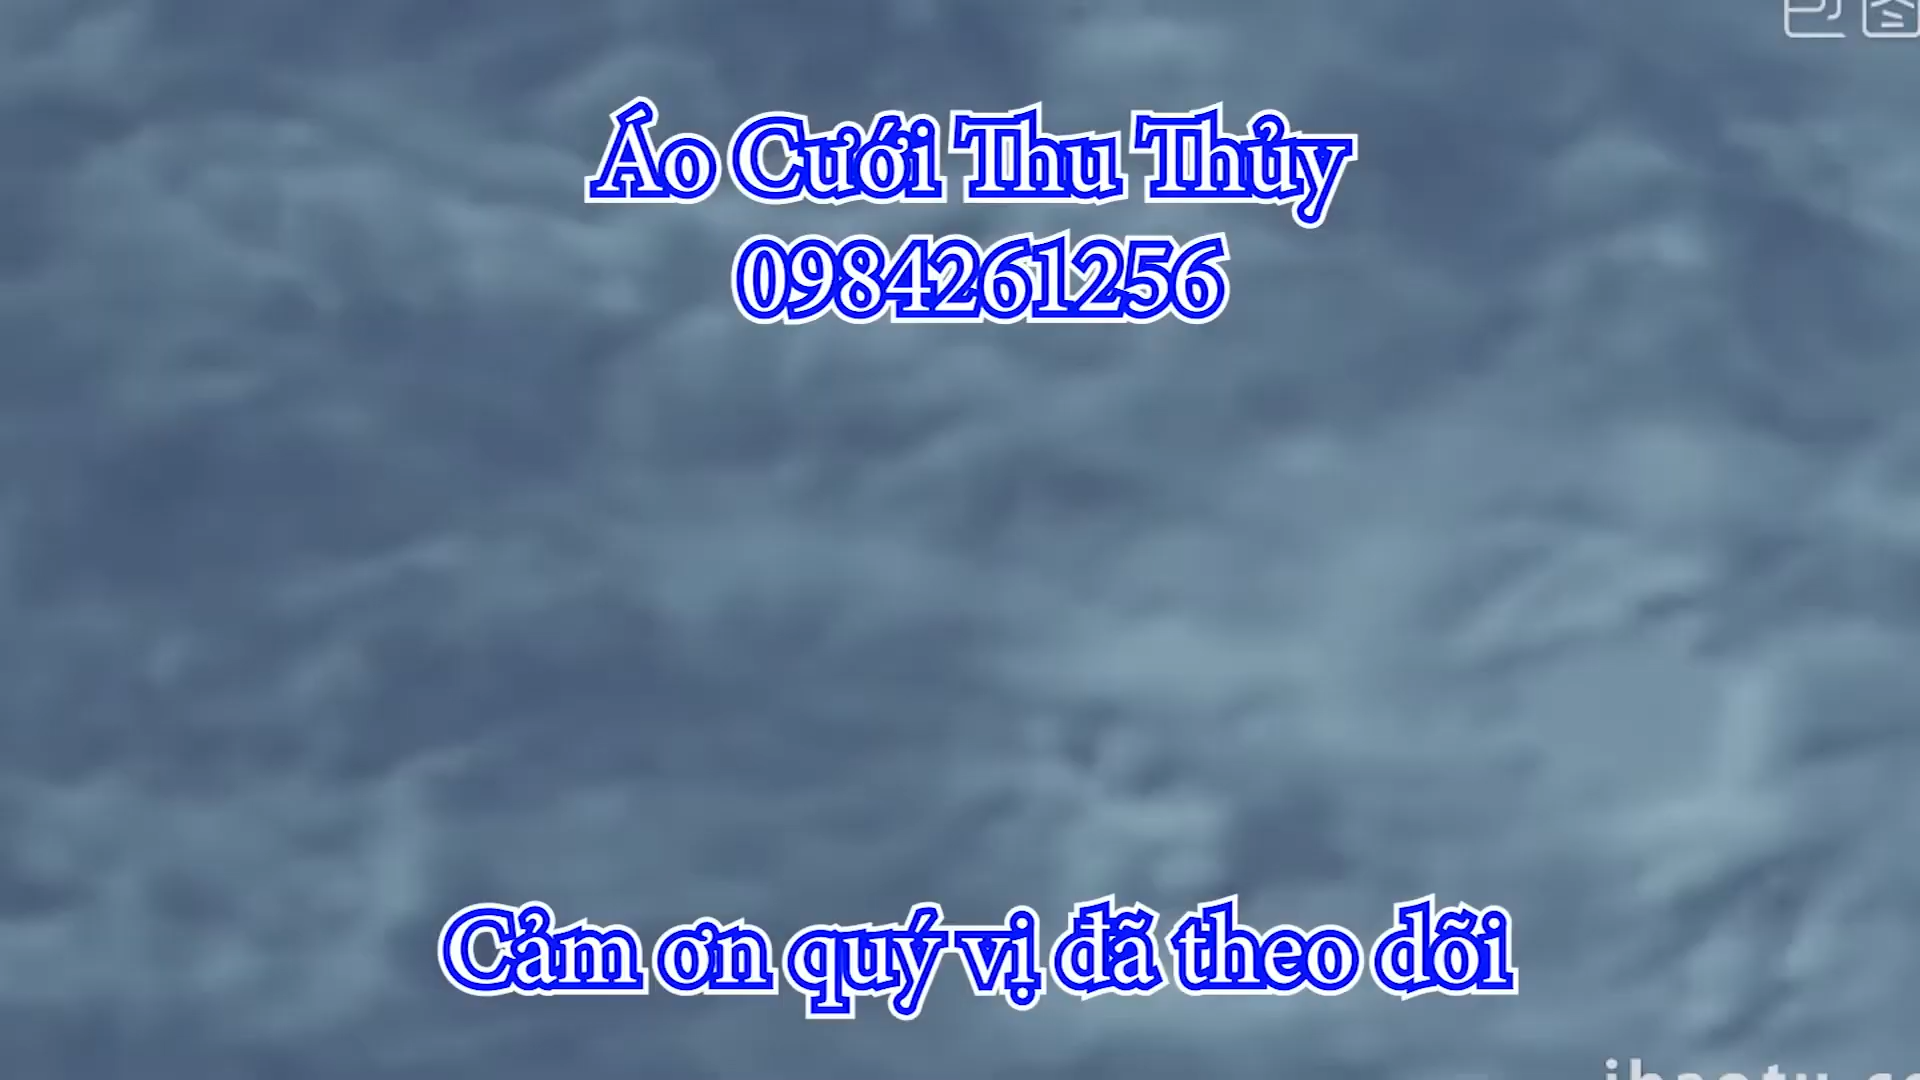 Áo Cưới Thu Thủy
0984261256
Cảm ơn quý vị đã theo dõi